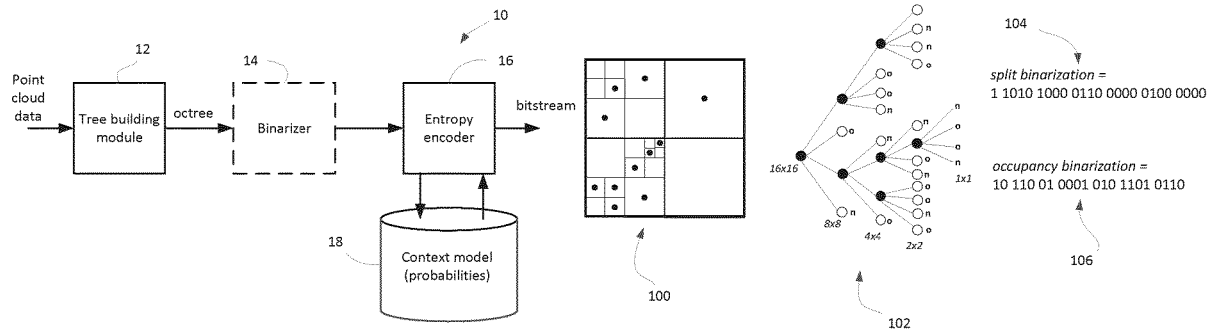 10
12
14
16
Point
cloud
data
Tree building
module
octree
Binarizer
Entropy
encoder
bitstream
18
Context model
(probabilities)
100
n
n
o
o
o
n
n
o
o
n
o
n
o
n
o
o
n
o
n
o
n
16x16
8x8
4x4
2x2
1x1
102
104
split binarization =
1 1010 1000 0110 0000 0100 0000
occupancy binarization =
10 110 01 0001 010 1101 0110
106